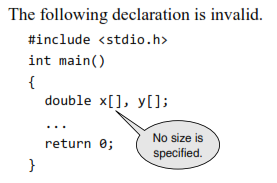 The following declaration is invalid.
#include <stdio.h>
int main()
{
double x[], y[];
...
return 0;
}
No size is
specified.